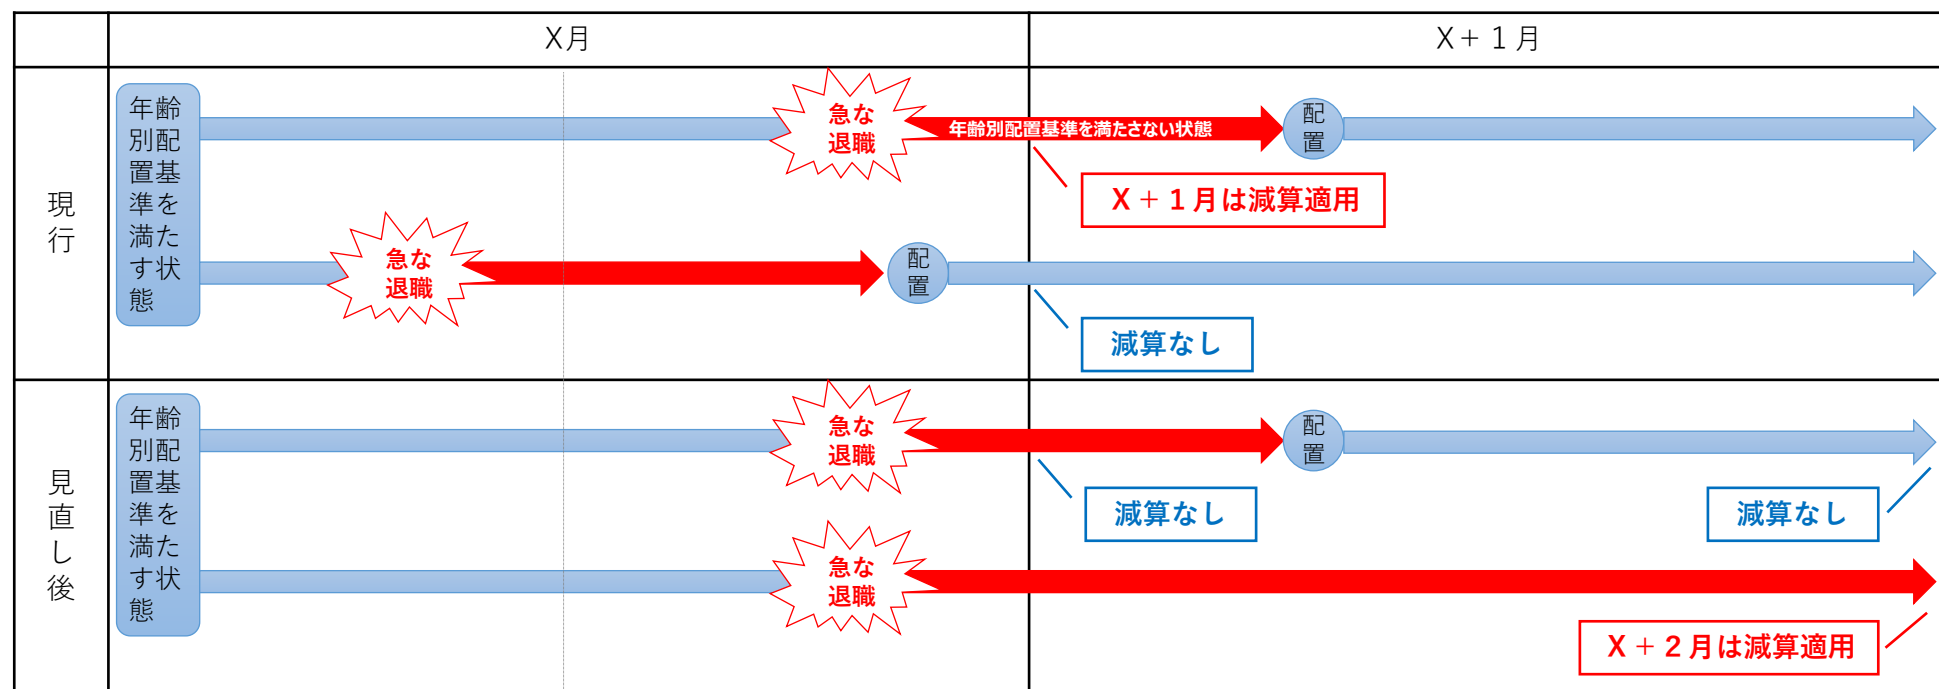 X月
X+1月
現行
年齢別配置基準を満たす状態
急な
退職
年齢別配置基準を満たさない状態
配置
X+1月は減算適用
急な
退職
配置
減算なし
見直し後
年齢別配置基準を満たす状態
急な
退職
配置
減算なし
減算なし
急な
退職
X+2月は減算適用